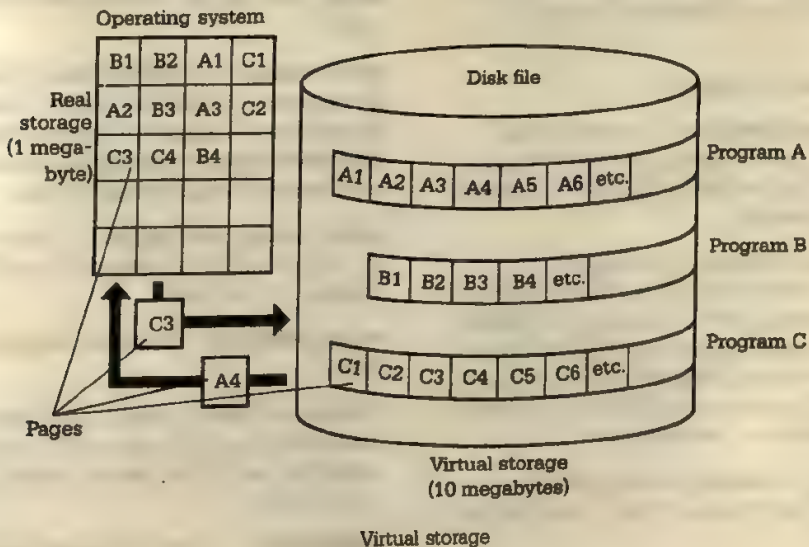 Operating system
B1 B2 A1 C1
Real storage (1 mega-byte)
A2 B3 A3 C2
C3 C4 B4
C3
A4
Pages
Disk file
A1 A2 A3 A4 A5 A6 etc.
Program A
B1 B2 B3 B4 etc.
Program B
C1 C2 C3 C4 C5 C6 etc.
Program C
Virtual storage
(10 megabytes)
Virtual storage